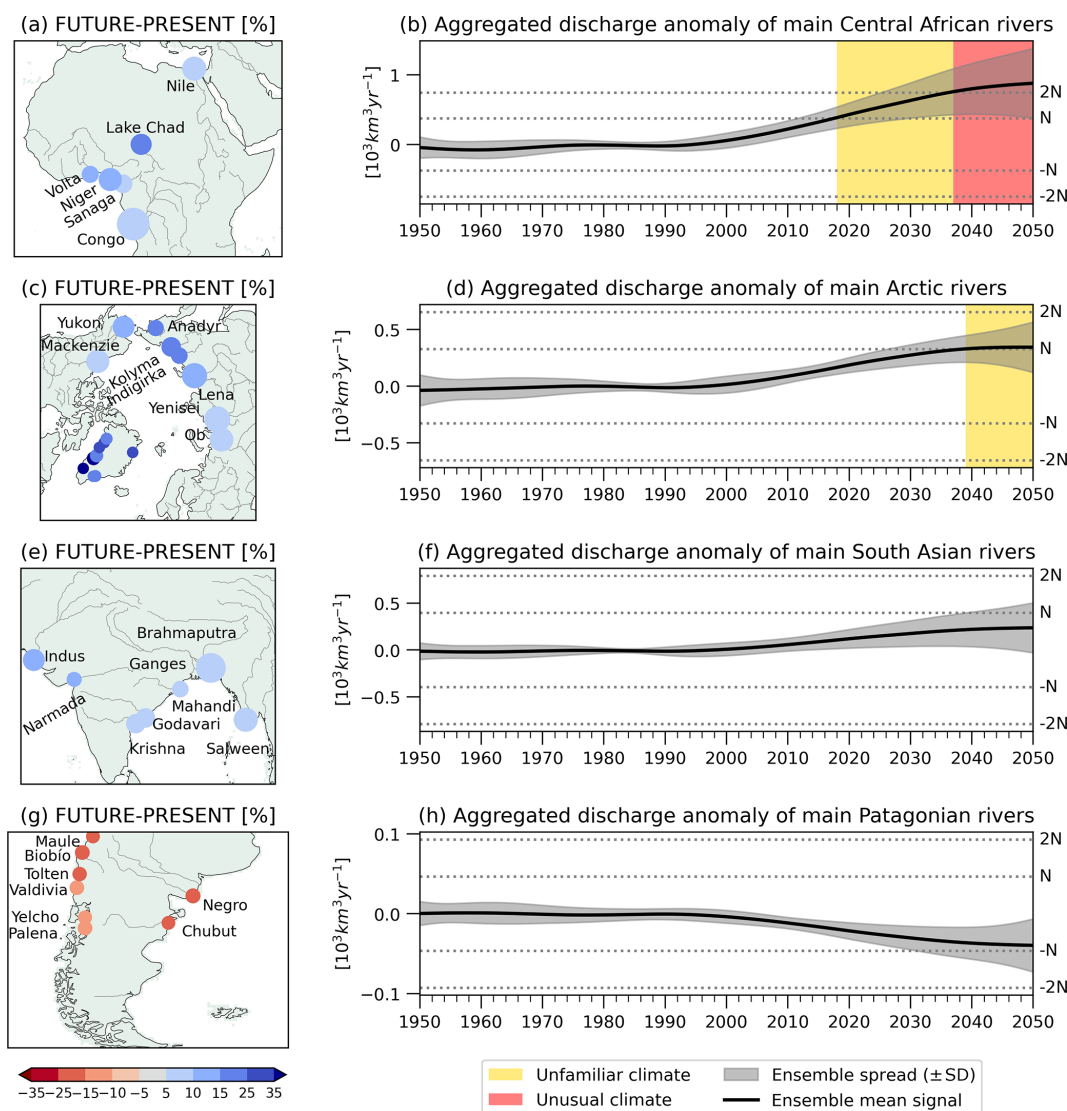 (a) FUTURE-PRESENT [%]
Nile
Lake Chad
Volta
Niger
Sanaga
Congo
(b) Aggregated discharge anomaly of main Central African rivers
[10³km³yr⁻¹]
1
0
2N
N
-N
-2N
1950 1960 1970 1980 1990 2000 2010 2020 2030 2040 2050
(c) FUTURE-PRESENT [%]
Yukon
Anadyr
Mackenzie
Kolyma
Indigirka
Lena
Yenisei
Ob
(d) Aggregated discharge anomaly of main Arctic rivers
[10³km³yr⁻¹]
0.5
0.0
−0.5
2N
N
-N
-2N
1950 1960 1970 1980 1990 2000 2010 2020 2030 2040 2050
(e) FUTURE-PRESENT [%]
Brahmaputra
Indus
Ganges
Narmada
Mahandi
Godavari
Krishna
Salween
(f) Aggregated discharge anomaly of main South Asian rivers
[10³km³yr⁻¹]
0.5
0.0
−0.5
2N
N
-N
-2N
1950 1960 1970 1980 1990 2000 2010 2020 2030 2040 2050
(g) FUTURE-PRESENT [%]
Maule
Biobío
Tolten
Valdivia
Negro
Yelcho
Palena
Chubut
(h) Aggregated discharge anomaly of main Patagonian rivers
[10³km³yr⁻¹]
0.1
0.0
−0.1
2N
N
-N
-2N
1950 1960 1970 1980 1990 2000 2010 2020 2030 2040 2050
−35 −25 −15 −10 −5 5 10 15 25 35
Unfamiliar climate
Unusual climate
Ensemble spread (±SD)
Ensemble mean signal